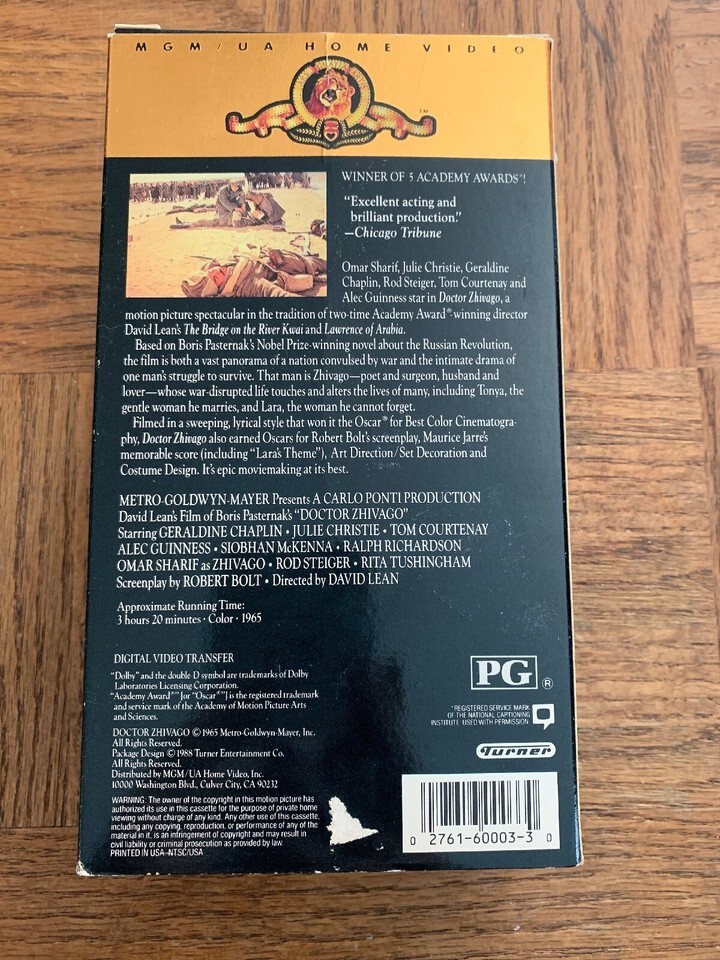 MGM/UA HOME VIDEO
TM
WINNER OF 5 ACADEMY AWARDS®!
"Excellent acting and
brilliant production."
—Chicago Tribune
Omar Sharif, Julie Christie, Geraldine
Chaplin, Rod Steiger, Tom Courtenay and
Alec Guinness star in Doctor Zhivago, a
motion picture spectacular in the tradition of two-time Academy Award®-winning director
David Lean's The Bridge on the River Kwai and Lawrence of Arabia.
Based on Boris Pasternak's Nobel Prize-winning novel about the Russian Revolution,
the film is both a vast panorama of a nation convulsed by war and the intimate drama of
one man's struggle to survive. That man is Zhivago—poet and surgeon, husband and
lover—whose war-disrupted life touches and alters the lives of many, including Tonya, the
gentle woman he marries, and Lara, the woman he cannot forget.
Filmed in a sweeping, lyrical style that won it the Oscar® for Best Color Cinematogra-
phy, Doctor Zhivago also earned Oscars for Robert Bolt's screenplay, Maurice Jarre's
memorable score (including "Lara's Theme"), Art Direction/Set Decoration and
Costume Design. It's epic moviemaking at its best.
METRO-GOLDWYN-MAYER Presents A CARLO PONTI PRODUCTION
David Lean's Film of Boris Pasternak's "DOCTOR ZHIVAGO"
Starring GERALDINE CHAPLIN • JULIE CHRISTIE • TOM COURTENAY
ALEC GUINNESS • SIOBHAN McKENNA • RALPH RICHARDSON
OMAR SHARIF as ZHIVAGO • ROD STEIGER • RITA TUSHINGHAM
Screenplay by ROBERT BOLT • Directed by DAVID LEAN
Approximate Running Time:
3 hours 20 minutes · Color · 1965
DIGITAL VIDEO TRANSFER
"Dolby" and the double-D symbol are trademarks of Dolby
Laboratories Licensing Corporation.
"Academy Award®" [or "Oscar®"] is the registered trademark
and service mark of the Academy of Motion Picture Arts
and Sciences.
DOCTOR ZHIVAGO © 1965 Metro-Goldwyn-Mayer, Inc.
All Rights Reserved.
Package Design © 1988 Turner Entertainment Co.
All Rights Reserved.
Distributed by MGM/UA Home Video, Inc.
10000 Washington Blvd., Culver City, CA 90232
WARNING: The owner of the copyright in this motion picture has
authorized its use in this cassette for the purpose of private home
viewing without charge of any kind. Any other use of this cassette,
including any copying, reproduction, or performance of any of the
material in it, is an infringement of copyright and may result in
civil liability or criminal prosecution as provided by law.
PRINTED IN USA–NTSC/USA
PG ®
* REGISTERED SERVICE MARK
OF THE NATIONAL CAPTIONING
INSTITUTE. USED WITH PERMISSION.
Turner
0 2761-60003-3 0